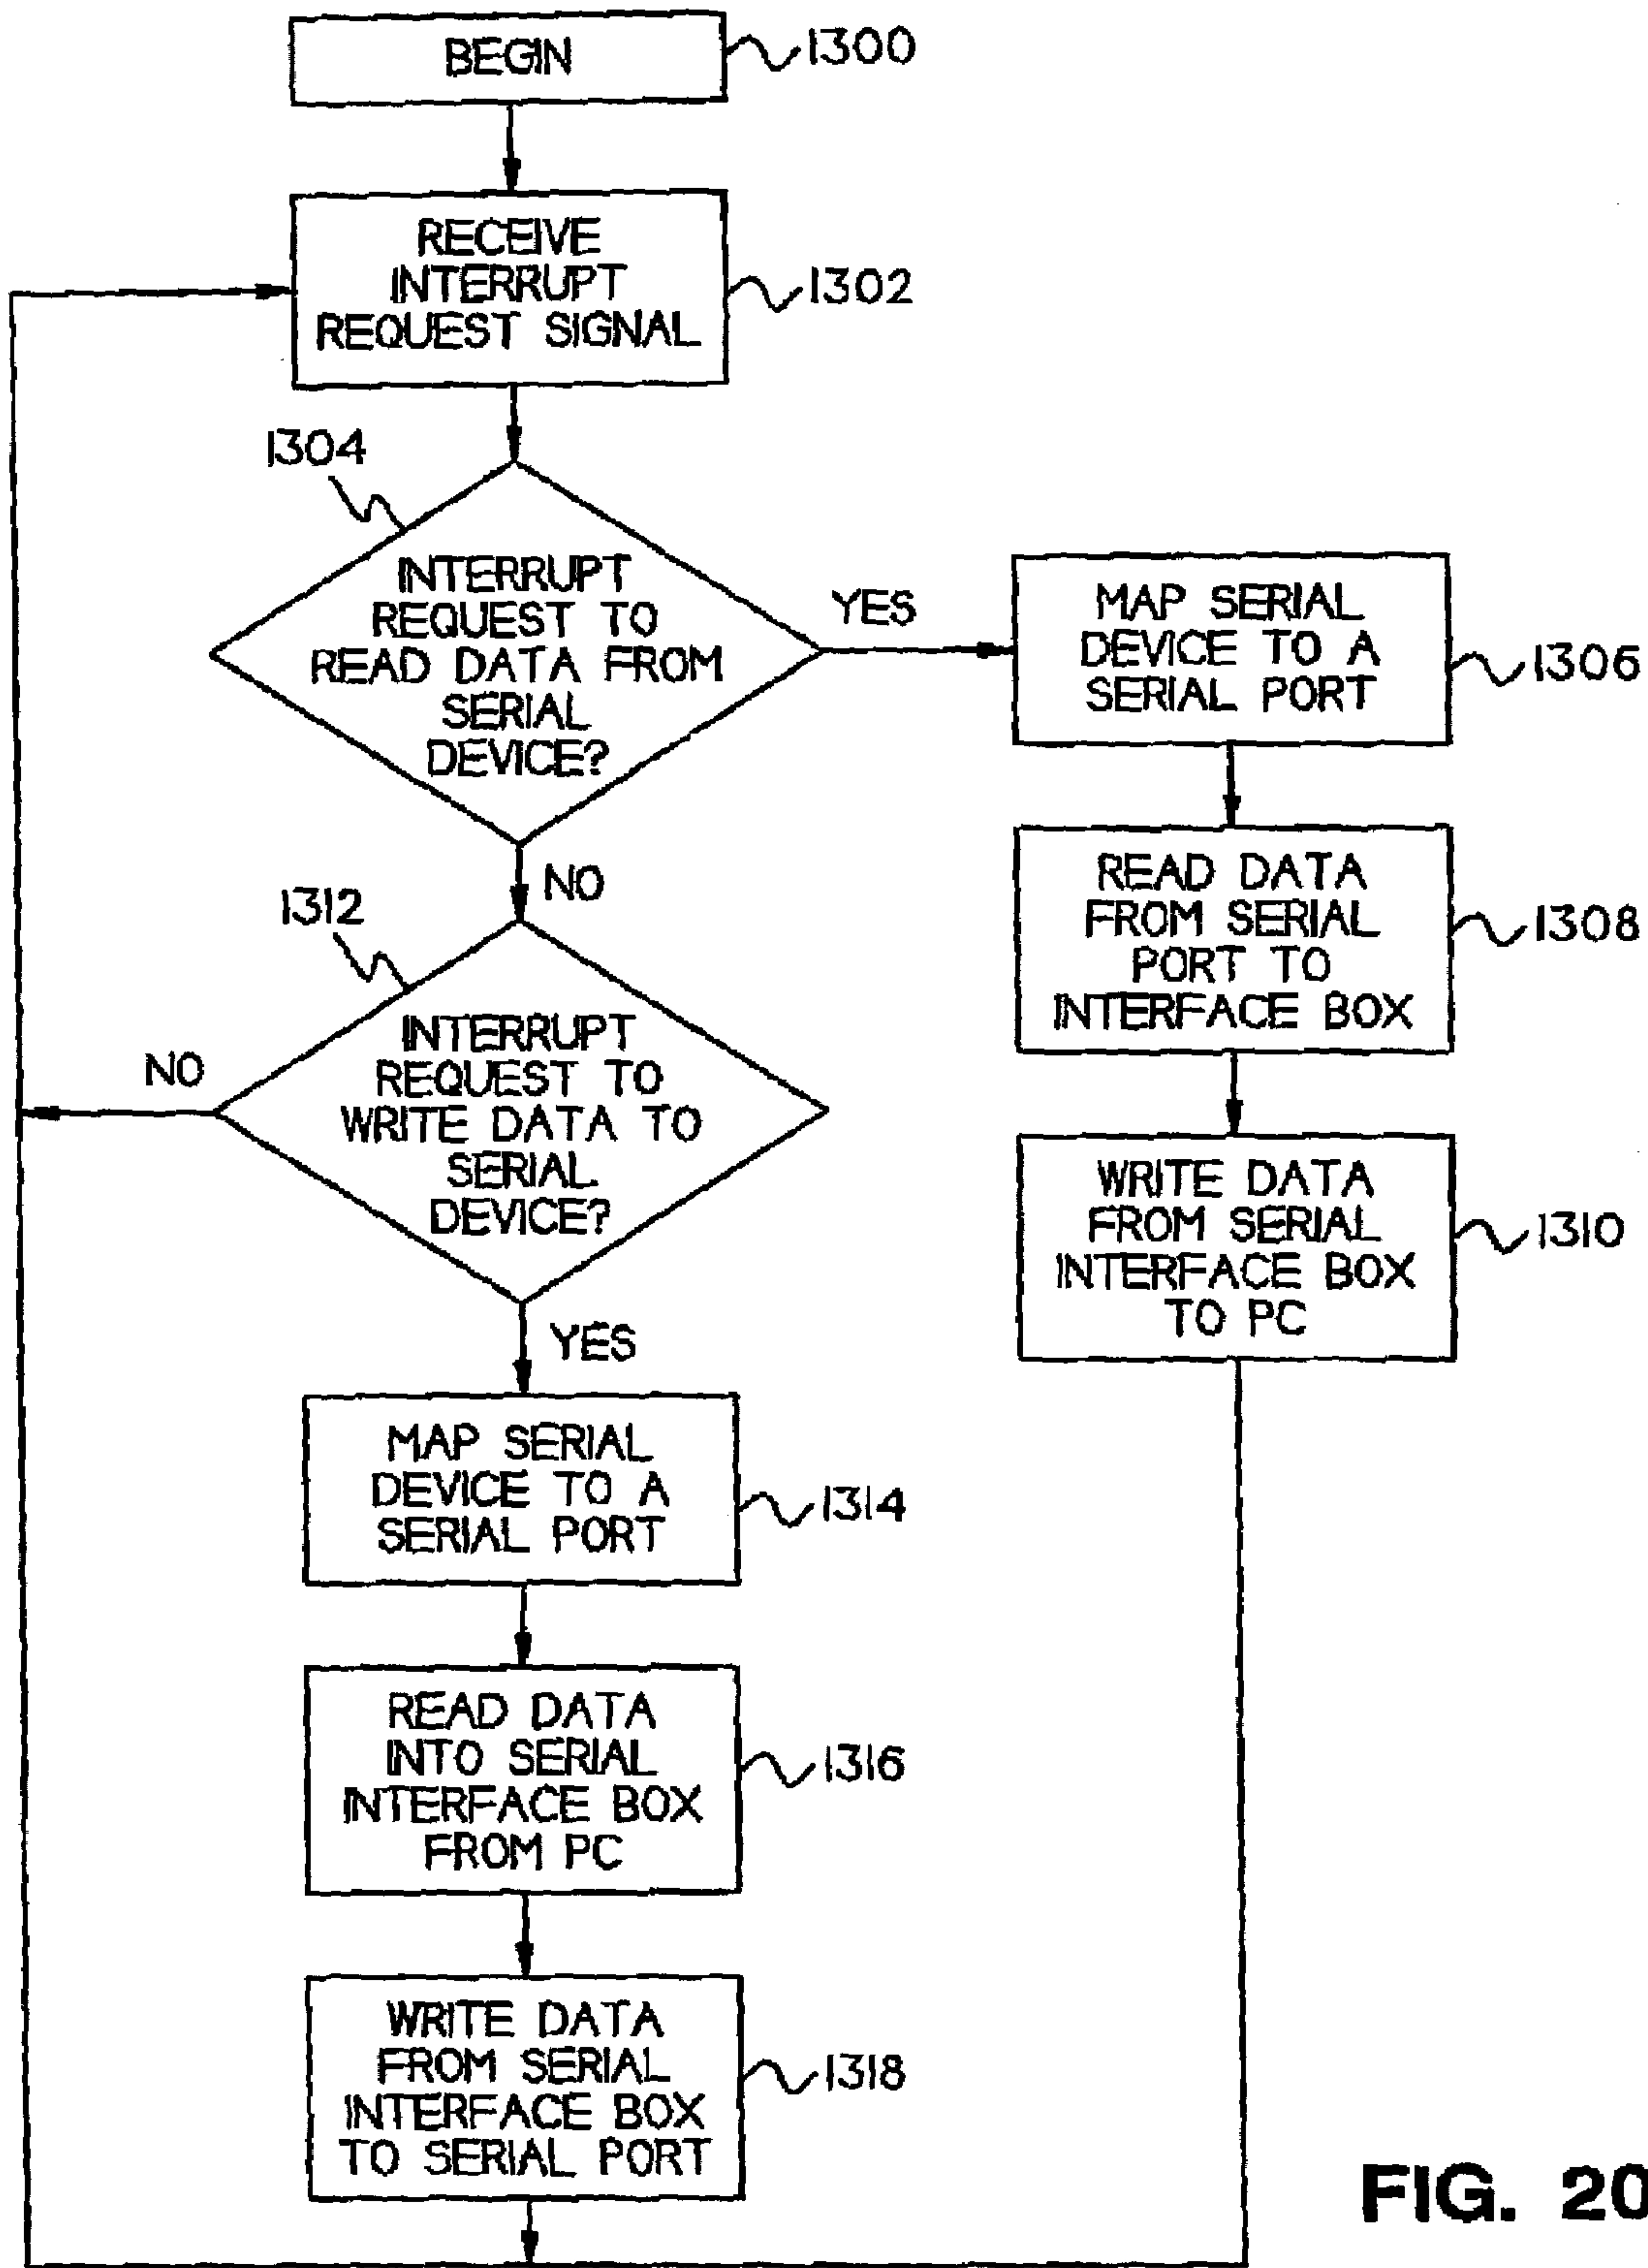 BEGIN
1300
RECEIVE
INTERRUPT
REQUEST SIGNAL
1302
1304
INTERRUPT
REQUEST TO
READ DATA FROM
SERIAL
DEVICE?
YES
MAP SERIAL
DEVICE TO A
SERIAL PORT
1306
NO
READ DATA
FROM SERIAL
PORT TO
INTERFACE BOX
1308
1312
INTERRUPT
REQUEST TO
WRITE DATA TO
SERIAL
DEVICE?
NO
WRITE DATA
FROM SERIAL
INTERFACE BOX
TO PC
1310
YES
MAP SERIAL
DEVICE TO A
SERIAL PORT
1314
READ DATA
INTO SERIAL
INTERFACE BOX
FROM PC
1316
WRITE DATA
FROM SERIAL
INTERFACE BOX
TO SERIAL PORT
1318
FIG. 20